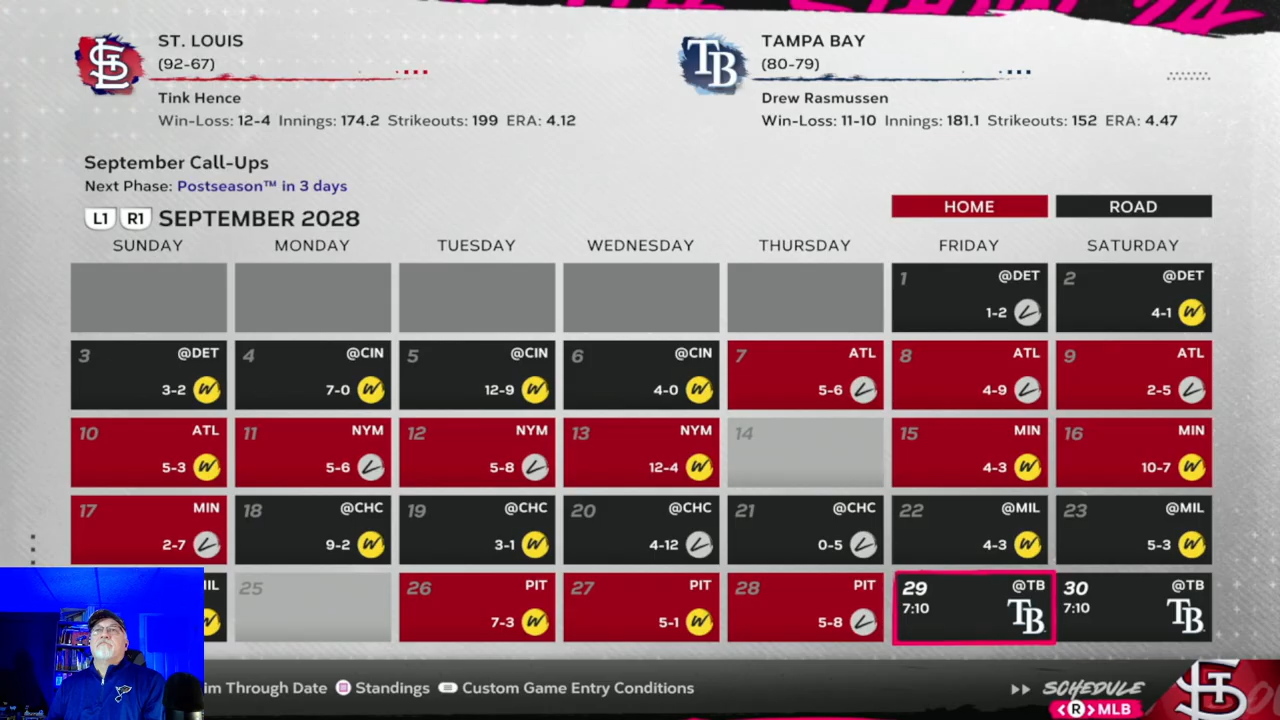 ST. LOUIS
(92-67)
Tink Hence
Win-Loss: 12-4 Innings: 174.2 Strikeouts: 199 ERA: 4.12
TB
TAMPA BAY
(80-79)
Drew Rasmussen
Win-Loss: 11-10 Innings: 181.1 Strikeouts: 152 ERA: 4.47
September Call-Ups
Next Phase: Postseason™ in 3 days
L1 R1 SEPTEMBER 2028
HOME ROAD
SUNDAY MONDAY TUESDAY WEDNESDAY THURSDAY FRIDAY SATURDAY
1 @DET 2 @DET
1-2 L 4-1 W
3 @DET 4 @CIN 5 @CIN 6 @CIN 7 ATL 8 ATL 9 ATL
3-2 W 7-0 W 12-9 W 4-0 W 5-6 L 4-9 L 2-5 L
10 ATL 11 NYM 12 NYM 13 NYM 14 15 MIN 16 MIN
5-3 W 5-6 L 5-8 L 12-4 W 4-3 W 10-7 W
17 MIN 18 @CHC 19 @CHC 20 @CHC 21 @CHC 22 @MIL 23 @MIL
2-7 L 9-2 W 3-1 W 4-12 L 0-5 L 4-3 W 5-3 W
IL 25 26 PIT 27 PIT 28 PIT 29 @TB 30 @TB
7:10 TB 7:10 TB
W 7-3 W 5-1 W 5-8 L
im Through Date Standings Custom Game Entry Conditions
SCHEDULE
R MLB